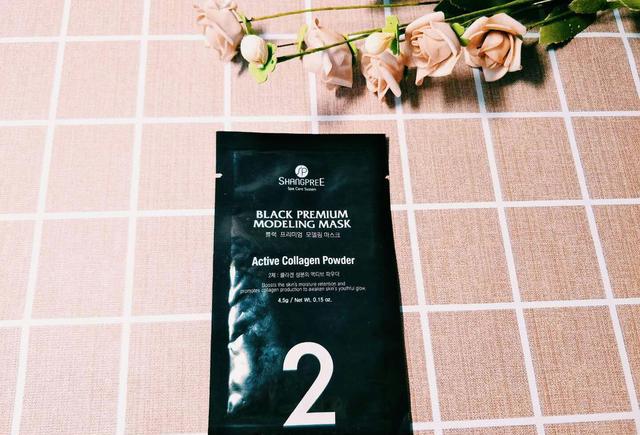 SP
SHANGPREE
Spa Care System
BLACK PREMIUM
MODELING MASK
블랙 프리미엄 모델링 마스크
Active Collagen Powder
2제 : 콜라겐 성분의 액티브 파우더
Boosts the skin's moisture retention and
promotes collagen production to awaken skin's youthful glow.
4.5g / Net Wt. 0.15 oz.
2